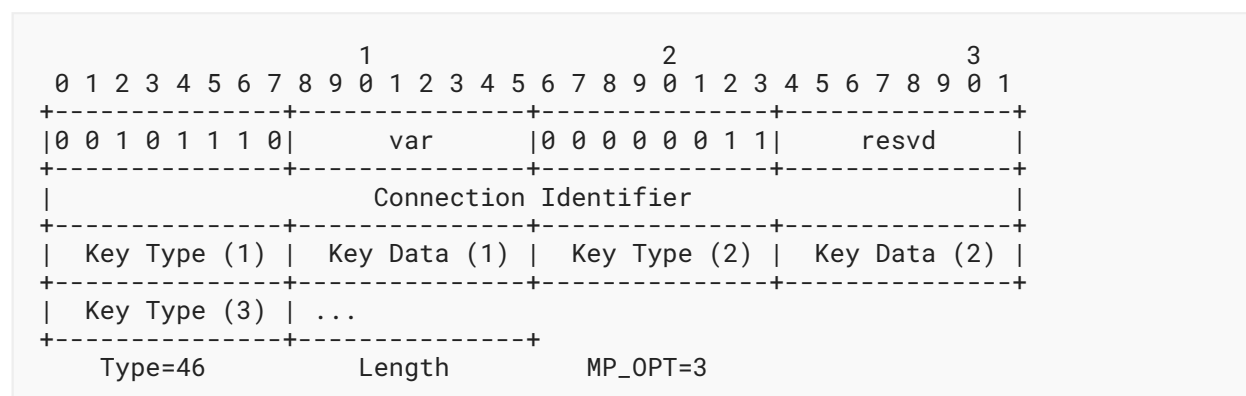 1                   2                   3
 0 1 2 3 4 5 6 7 8 9 0 1 2 3 4 5 6 7 8 9 0 1 2 3 4 5 6 7 8 9 0 1
+---------------+---------------+---------------+---------------+
|0 0 1 0 1 1 1 0|      var      |0 0 0 0 0 0 1 1|     resvd     |
+---------------+---------------+---------------+---------------+
|                     Connection Identifier                     |
+---------------+---------------+---------------+---------------+
|  Key Type (1) |  Key Data (1) |  Key Type (2) |  Key Data (2) |
+---------------+---------------+---------------+---------------+
|  Key Type (3) | ...
+---------------+---------------+
    Type=46          Length         MP_OPT=3